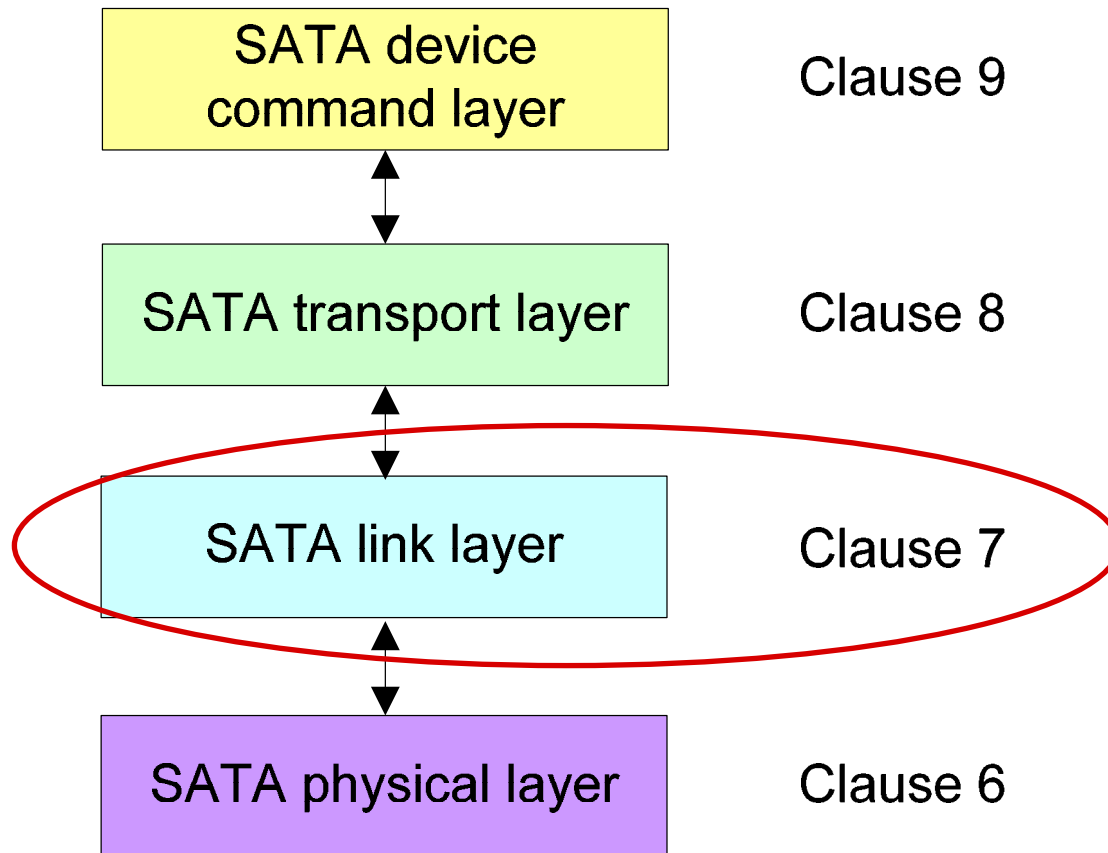 SATA device
command layer
Clause 9
SATA transport layer
Clause 8
SATA link layer
Clause 7
SATA physical layer
Clause 6